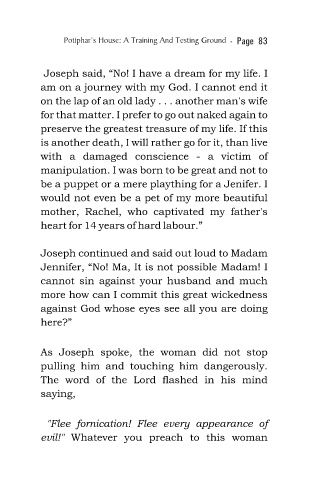 Potiphar's House: A Training And Testing Ground . Page 83
Joseph said, “No! I have a dream for my life. I
am on a journey with my God. I cannot end it
on the lap of an old lady . . . another man's wife
for that matter. I prefer to go out naked again to
preserve the greatest treasure of my life. If this
is another death, I will rather go for it, than live
with a damaged conscience - a victim of
manipulation. I was born to be great and not to
be a puppet or a mere plaything for a Jenifer. I
would not even be a pet of my more beautiful
mother, Rachel, who captivated my father's
heart for 14 years of hard labour.”
Joseph continued and said out loud to Madam
Jennifer, “No! Ma, It is not possible Madam! I
cannot sin against your husband and much
more how can I commit this great wickedness
against God whose eyes see all you are doing
here?”
As Joseph spoke, the woman did not stop
pulling him and touching him dangerously.
The word of the Lord flashed in his mind
saying,
"Flee fornication! Flee every appearance of
evil!" Whatever you preach to this woman